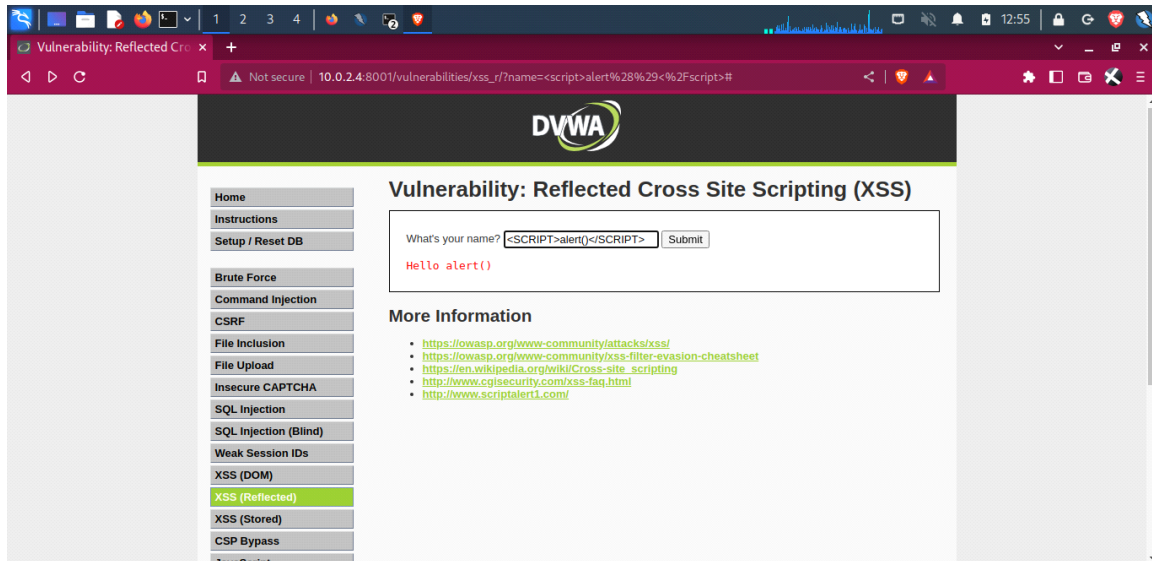 1 2 3 4 2 12:55
Vulnerability: Reflected Cro
Not secure 10.0.2.4:8001/vulnerabilities/xss_r/?name=<script>alert%28%29<%2Fscript>#
DVWA
Vulnerability: Reflected Cross Site Scripting (XSS)
Home
Instructions
Setup / Reset DB
Brute Force
Command Injection
CSRF
File Inclusion
File Upload
Insecure CAPTCHA
SQL Injection
SQL Injection (Blind)
Weak Session IDs
XSS (DOM)
XSS (Reflected)
XSS (Stored)
CSP Bypass
What's your name? <SCRIPT>alert()</SCRIPT> Submit
Hello alert()
More Information
https://owasp.org/www-community/attacks/xss/
https://owasp.org/www-community/xss-filter-evasion-cheatsheet
https://en.wikipedia.org/wiki/Cross-site_scripting
http://www.cgisecurity.com/xss-faq.html
http://www.scriptalert1.com/